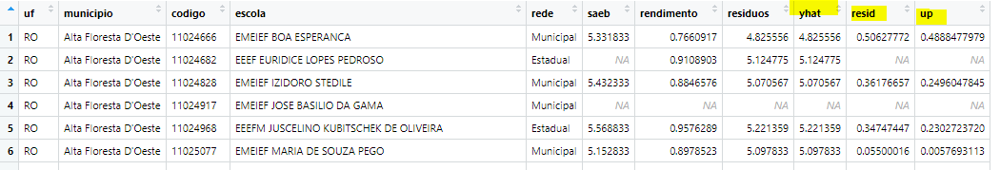 uf municipio codigo escola rede saeb rendimento residuos yhat resid up
1 RO Alta Floresta D'Oeste 11024666 EMEIEF BOA ESPERANCA Municipal 5.331833 0.7660917 4.825556 4.825556 0.50627772 0.4888477979
2 RO Alta Floresta D'Oeste 11024682 EEEF EURIDICE LOPES PEDROSO Estadual NA 0.9108903 5.124775 5.124775 NA NA
3 RO Alta Floresta D'Oeste 11024828 EMEIEF IZIDORO STEDILE Municipal 5.432333 0.8846576 5.070567 5.070567 0.36176657 0.2496047845
4 RO Alta Floresta D'Oeste 11024917 EMEIEF JOSE BASILIO DA GAMA Municipal NA NA NA NA NA NA
5 RO Alta Floresta D'Oeste 11024968 EEEFM JUSCELINO KUBITSCHEK DE OLIVEIRA Estadual 5.568833 0.9576289 5.221359 5.221359 0.34747447 0.2302723720
6 RO Alta Floresta D'Oeste 11025077 EMEIEF MARIA DE SOUZA PEGO Municipal 5.152833 0.8978523 5.097833 5.097833 0.05500016 0.0057693113